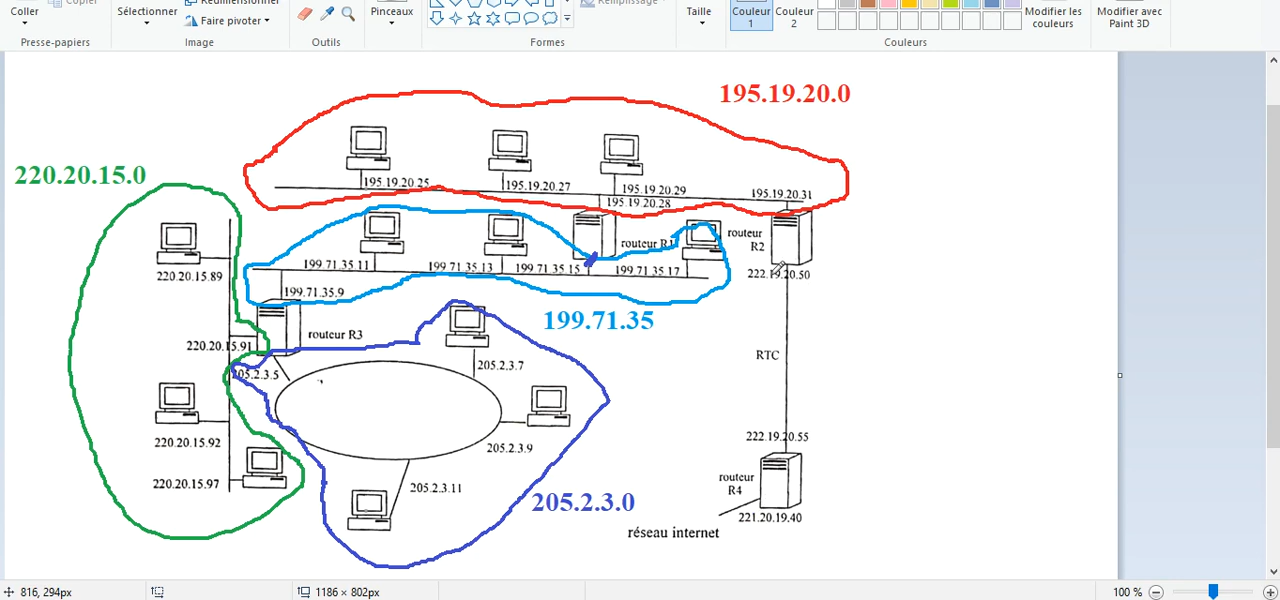 Coller
Copier
Sélectionner
Redimensionner
Faire pivoter
Pinceaux
Remplissage
Taille
Couleur 1
Couleur 2
Modifier les couleurs
Modifier avec Paint 3D
Presse-papiers
Image
Outils
Formes
Couleurs
195.19.20.0
220.20.15.0
195.19.20.25
195.19.20.27
195.19.20.29
195.19.20.31
195.19.20.28
routeur R1
routeur
R2
199.71.35.11
199.71.35.13
199.71.35.15
199.71.35.17
222.19.20.50
220.20.15.89
199.71.35.9
199.71.35
routeur R3
220.20.15.91
205.2.3.5
205.2.3.7
RTC
220.20.15.92
205.2.3.9
222.19.20.55
220.20.15.97
205.2.3.11
205.2.3.0
routeur
R4
221.20.19.40
réseau internet
816, 294px
1186 × 802px
100 %